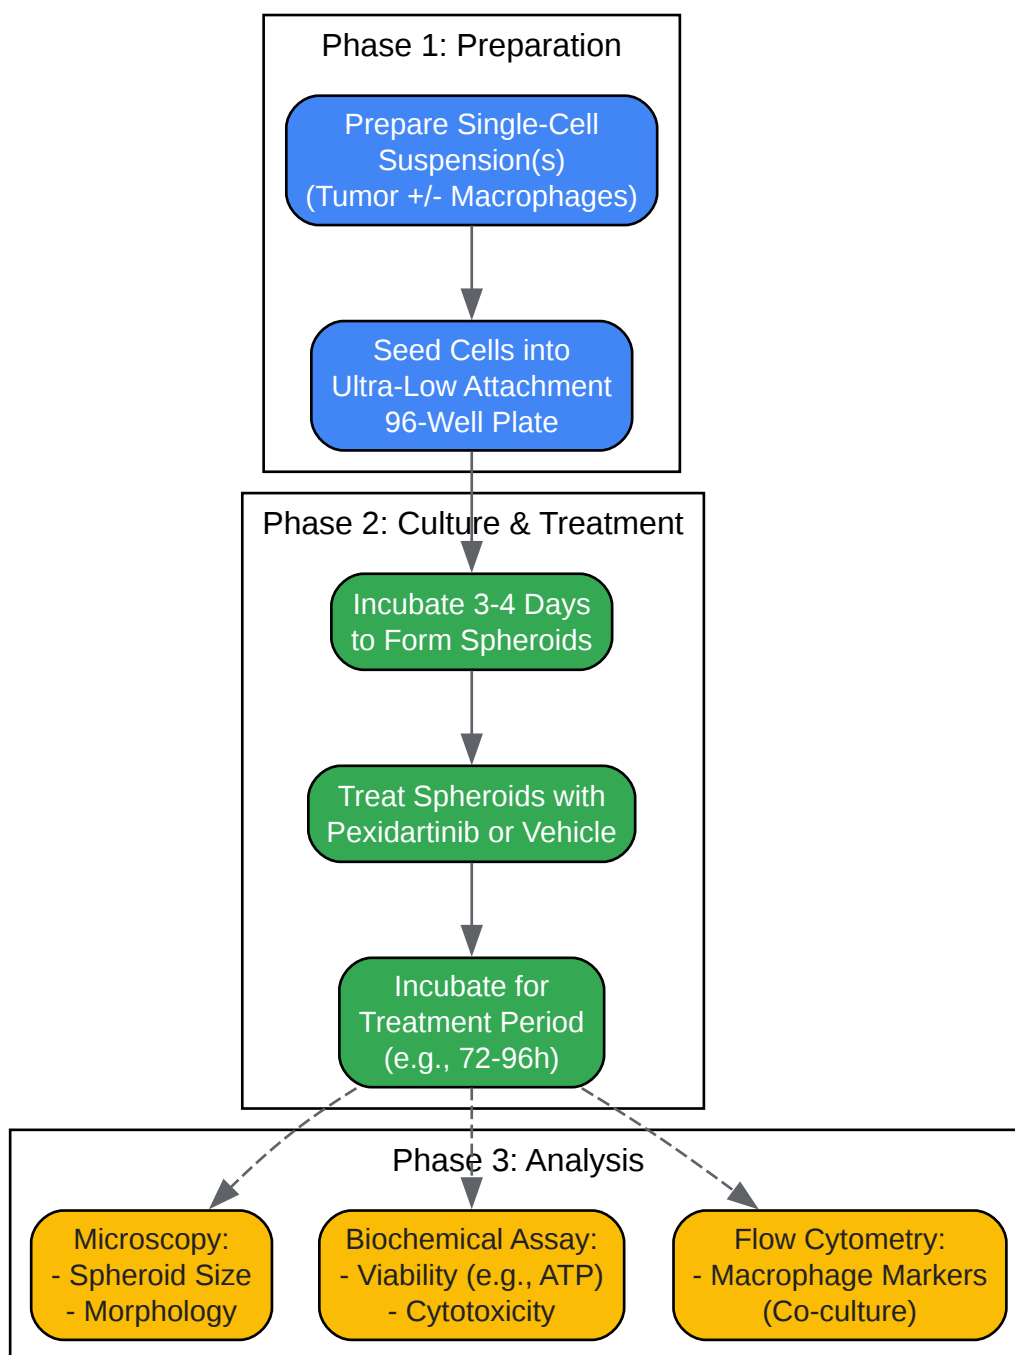 Phase 1: Preparation
Prepare Single-Cell
Suspension(s)
(Tumor +/- Macrophages)
Seed Cells into
Ultra-Low Attachment
96-Well Plate
Phase 2: Culture & Treatment
Incubate 3-4 Days
to Form Spheroids
Treat Spheroids with
Pexidartinib or Vehicle
Incubate for
Treatment Period
(e.g., 72-96h)
Phase 3: Analysis
Microscopy:
- Spheroid Size
- Morphology
Biochemical Assay:
- Viability (e.g., ATP)
- Cytotoxicity
Flow Cytometry:
- Macrophage Markers
(Co-culture)